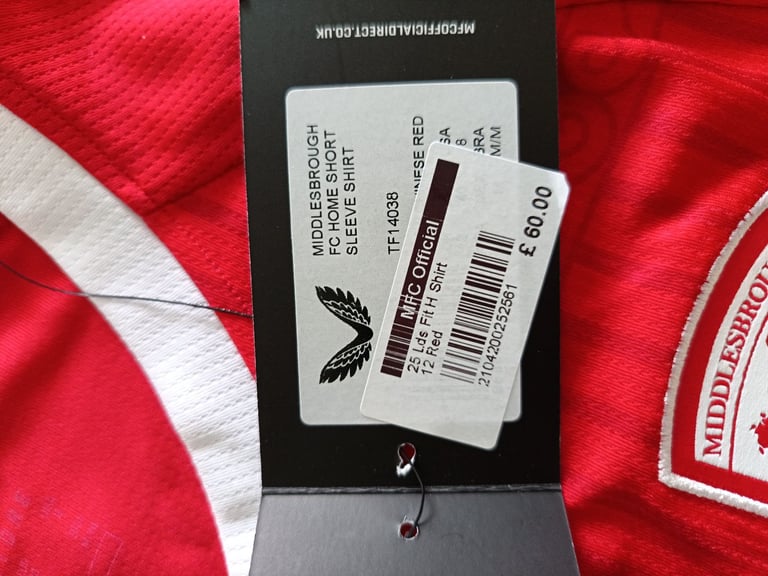 MFCOFFICIALDIRECT.CO.UK
MIDDLESBROUGH
FC HOME SHORT
SLEEVE SHIRT
TF14038
RED
M/M
MFC Official
25 Lds Fit H Shirt
12 Red
2104200252561
£ 60.00